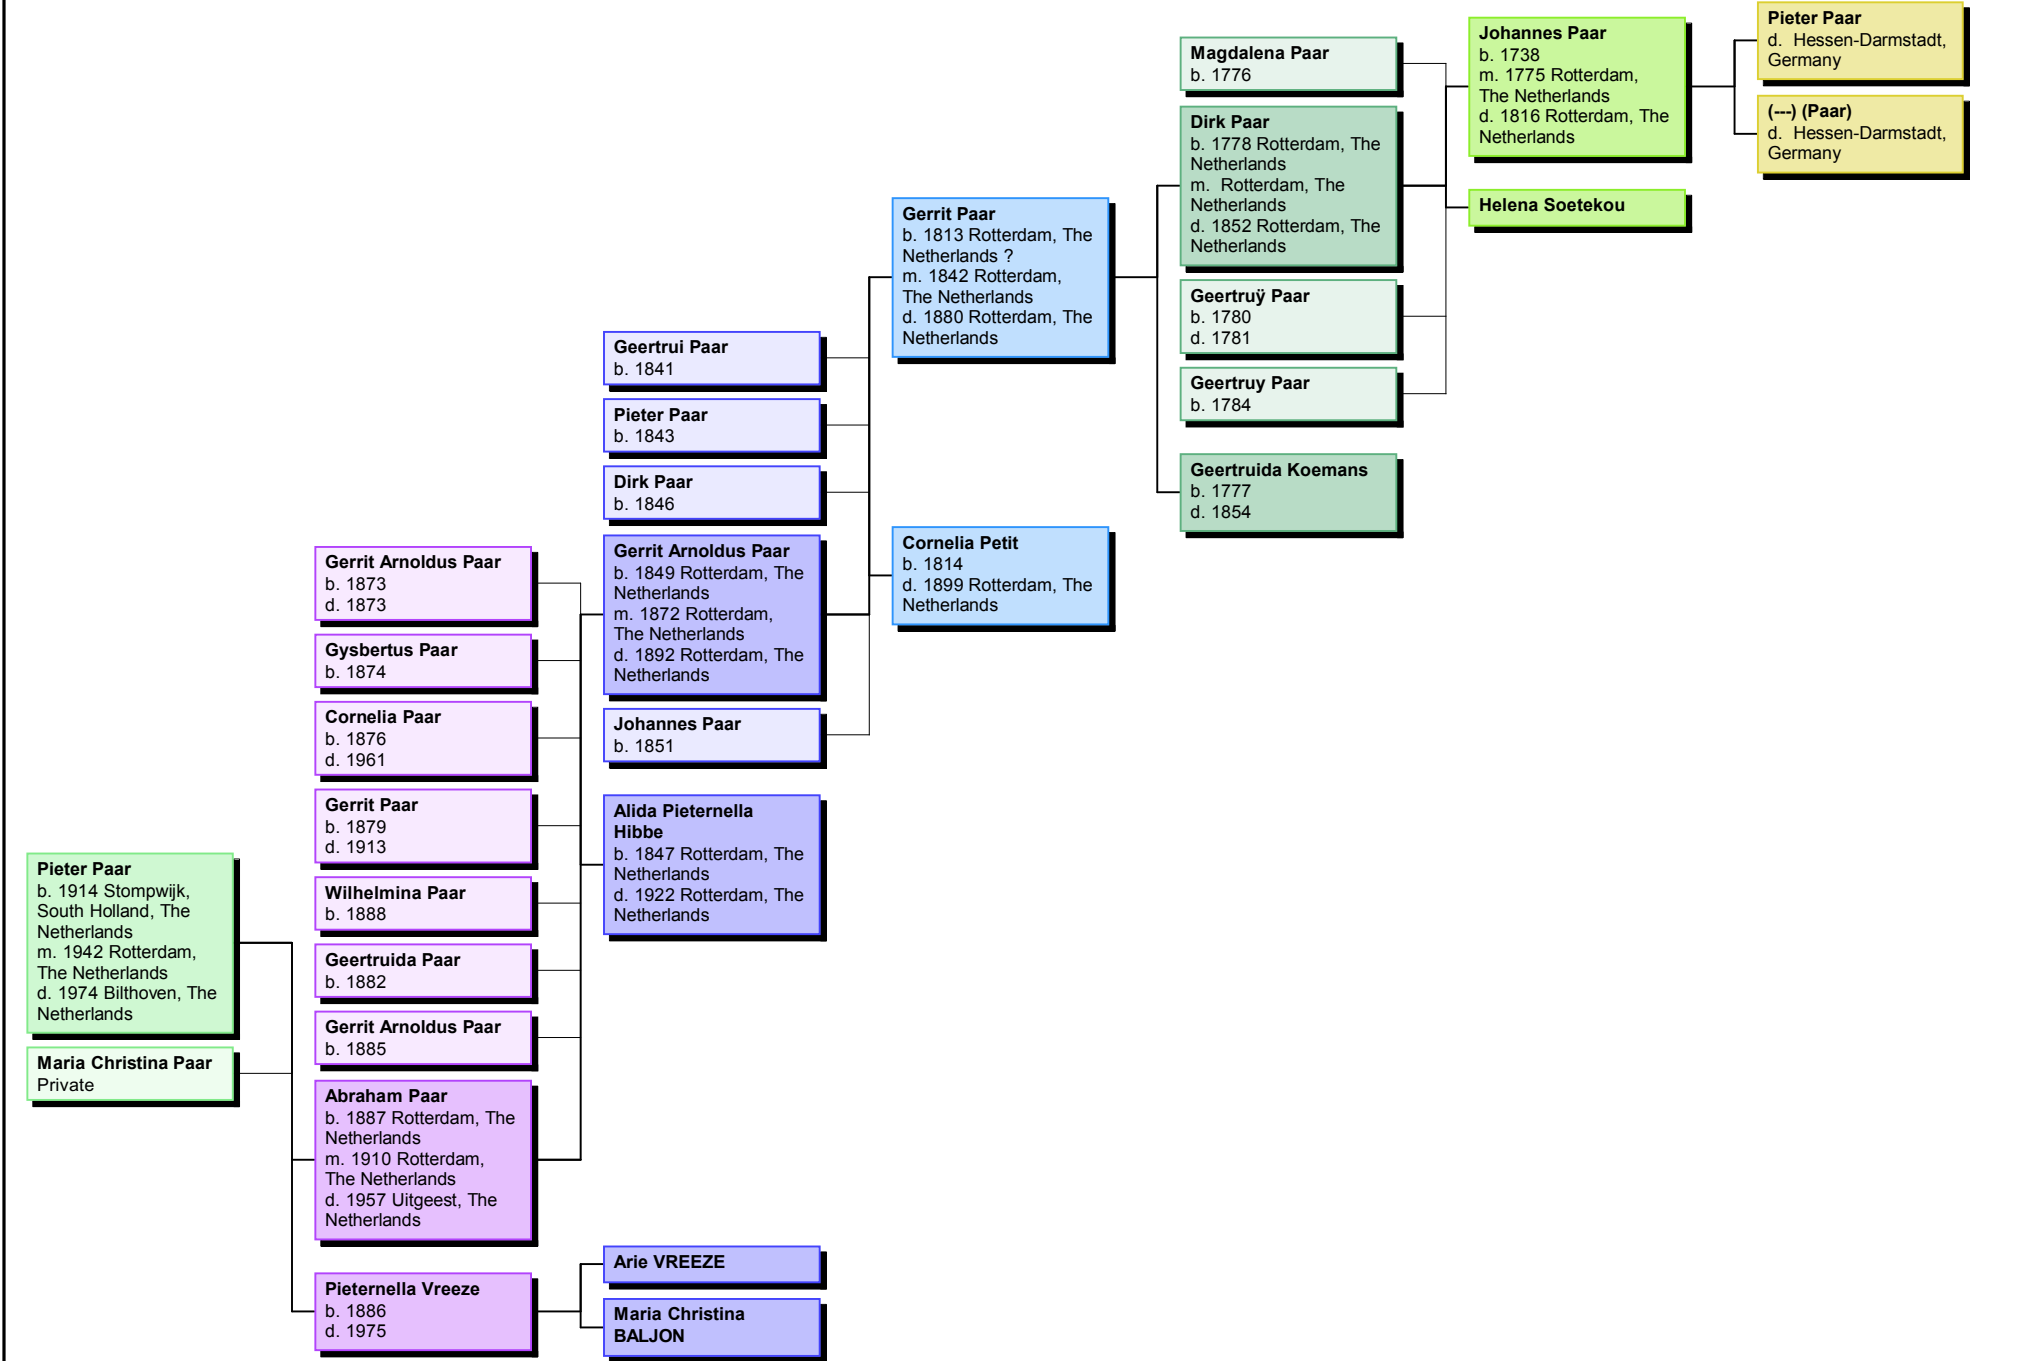 Pieter Paar
b. 1914 Stompwijk,
South Holland, The
Netherlands
m. 1942 Rotterdam,
The Netherlands
d. 1974 Bilthoven, The
Netherlands
Maria Christina Paar
Private
Gerrit Arnoldus Paar
b. 1873
d. 1873
Gysbertus Paar
b. 1874
Cornelia Paar
b. 1876
d. 1961
Gerrit Paar
b. 1879
d. 1913
Wilhelmina Paar
b. 1888
Geertruida Paar
b. 1882
Gerrit Arnoldus Paar
b. 1885
Abraham Paar
b. 1887 Rotterdam, The
Netherlands
m. 1910 Rotterdam,
The Netherlands
d. 1957 Uitgeest, The
Netherlands
Pieternella Vreeze
b. 1886
d. 1975
Geertrui Paar
b. 1841
Pieter Paar
b. 1843
Dirk Paar
b. 1846
Gerrit Arnoldus Paar
b. 1849 Rotterdam, The
Netherlands
m. 1872 Rotterdam,
The Netherlands
d. 1892 Rotterdam, The
Netherlands
Johannes Paar
b. 1851
Alida Pieternella
Hibbe
b. 1847 Rotterdam, The
Netherlands
d. 1922 Rotterdam, The
Netherlands
Arie VREEZE
Maria Christina
BALJON
Gerrit Paar
b. 1813 Rotterdam, The
Netherlands ?
m. 1842 Rotterdam,
The Netherlands
d. 1880 Rotterdam, The
Netherlands
Cornelia Petit
b. 1814
d. 1899 Rotterdam, The
Netherlands
Magdalena Paar
b. 1776
Dirk Paar
b. 1778 Rotterdam, The
Netherlands
m.  Rotterdam, The
Netherlands
d. 1852 Rotterdam, The
Netherlands
Geertruÿ Paar
b. 1780
d. 1781
Geertruy Paar
b. 1784
Geertruida Koemans
b. 1777
d. 1854
Johannes Paar
b. 1738
m. 1775 Rotterdam,
The Netherlands
d. 1816 Rotterdam, The
Netherlands
Helena Soetekou
Pieter Paar
d.  Hessen-Darmstadt,
Germany
(---) (Paar)
d.  Hessen-Darmstadt,
Germany